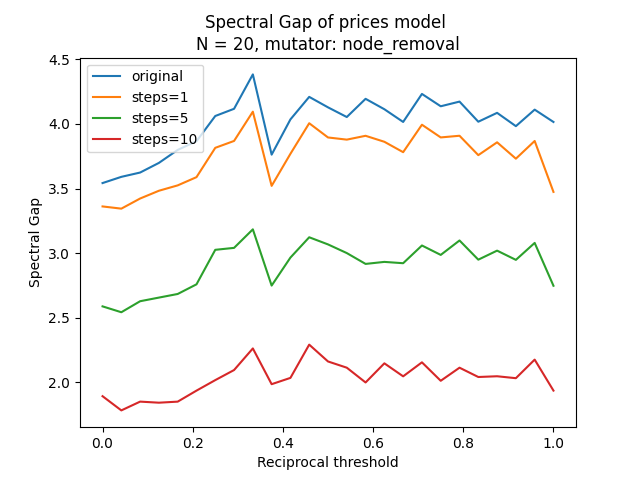 Spectral Gap of prices model
N = 20, mutator: node_removal
4.5
4.0
3.5
3.0
2.5
2.0
Spectral Gap
original
steps=1
steps=5
steps=10
0.0 0.2 0.4 0.6 0.8 1.0
Reciprocal threshold